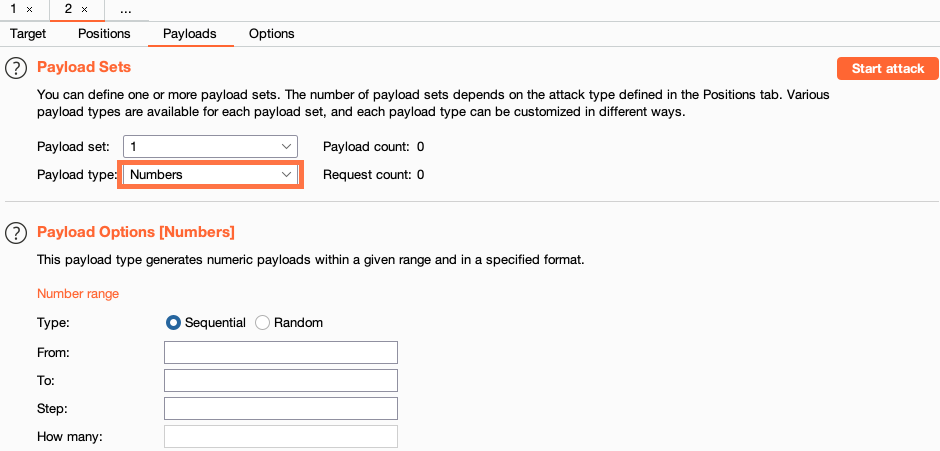 1 × 2 × ...
Target Positions Payloads Options
? Payload Sets Start attack
You can define one or more payload sets. The number of payload sets depends on the attack type defined in the Positions tab. Various
payload types are available for each payload set, and each payload type can be customized in different ways.
Payload set: 1 Payload count: 0
Payload type: Numbers Request count: 0
? Payload Options [Numbers]
This payload type generates numeric payloads within a given range and in a specified format.
Number range
Type: Sequential Random
From:
To:
Step:
How many: